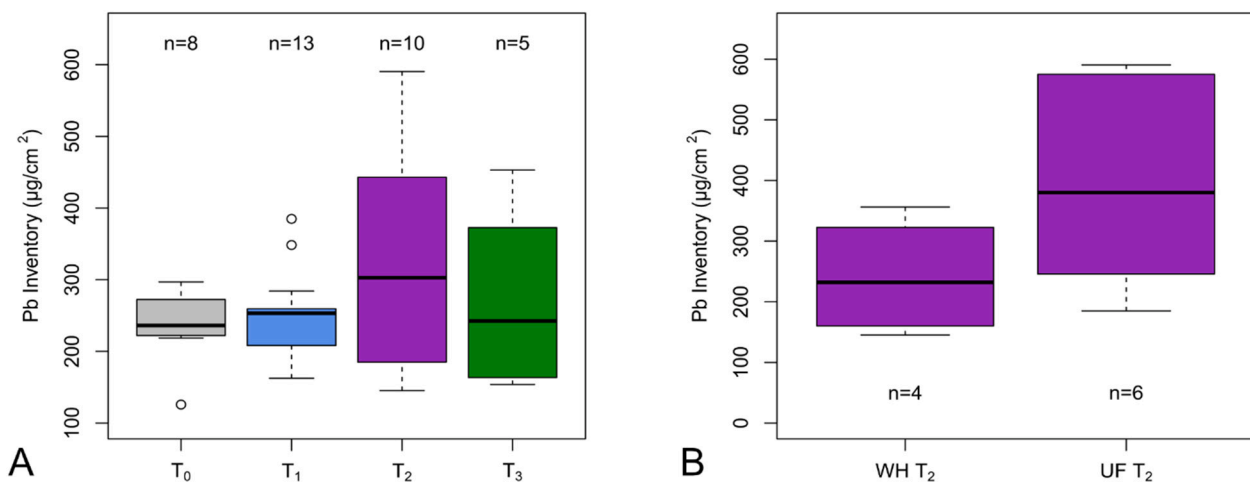 n=8 n=13 n=10 n=5
Pb Inventory (µg/cm²)
600
500
400
300
200
100
T₀ T₁ T₂ T₃
A
Pb Inventory (µg/cm²)
600
500
400
300
200
100
0
n=4 n=6
WH T₂ UF T₂
B